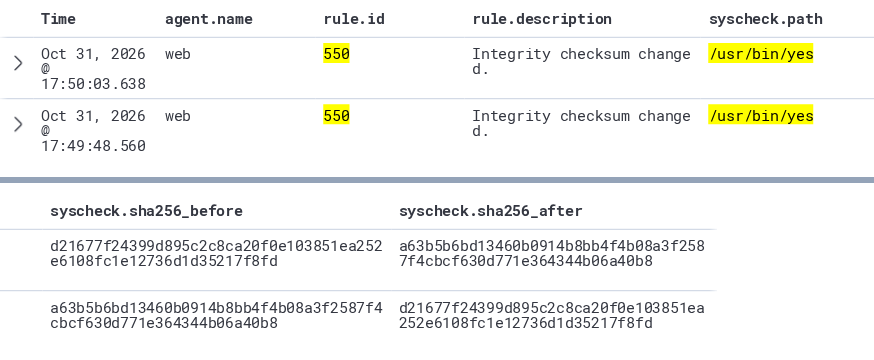 Time agent.name rule.id rule.description syscheck.path
Oct 31, 2026 web 550 Integrity checksum change /usr/bin/yes
@ d.
17:50:03.638
Oct 31, 2026 web 550 Integrity checksum change /usr/bin/yes
@ d.
17:49:48.560
syscheck.sha256_before syscheck.sha256_after
d21677f24399d895c2c8ca20f0e103851ea252 a63b5b6bd13460b0914b8bb4f4b08a3f258
e6108fc1e12736d1d35217f8fd 7f4cbcf630d771e364344b06a40b8
a63b5b6bd13460b0914b8bb4f4b08a3f2587f4 d21677f24399d895c2c8ca20f0e103851ea
cbcf630d771e364344b06a40b8 252e6108fc1e12736d1d35217f8fd